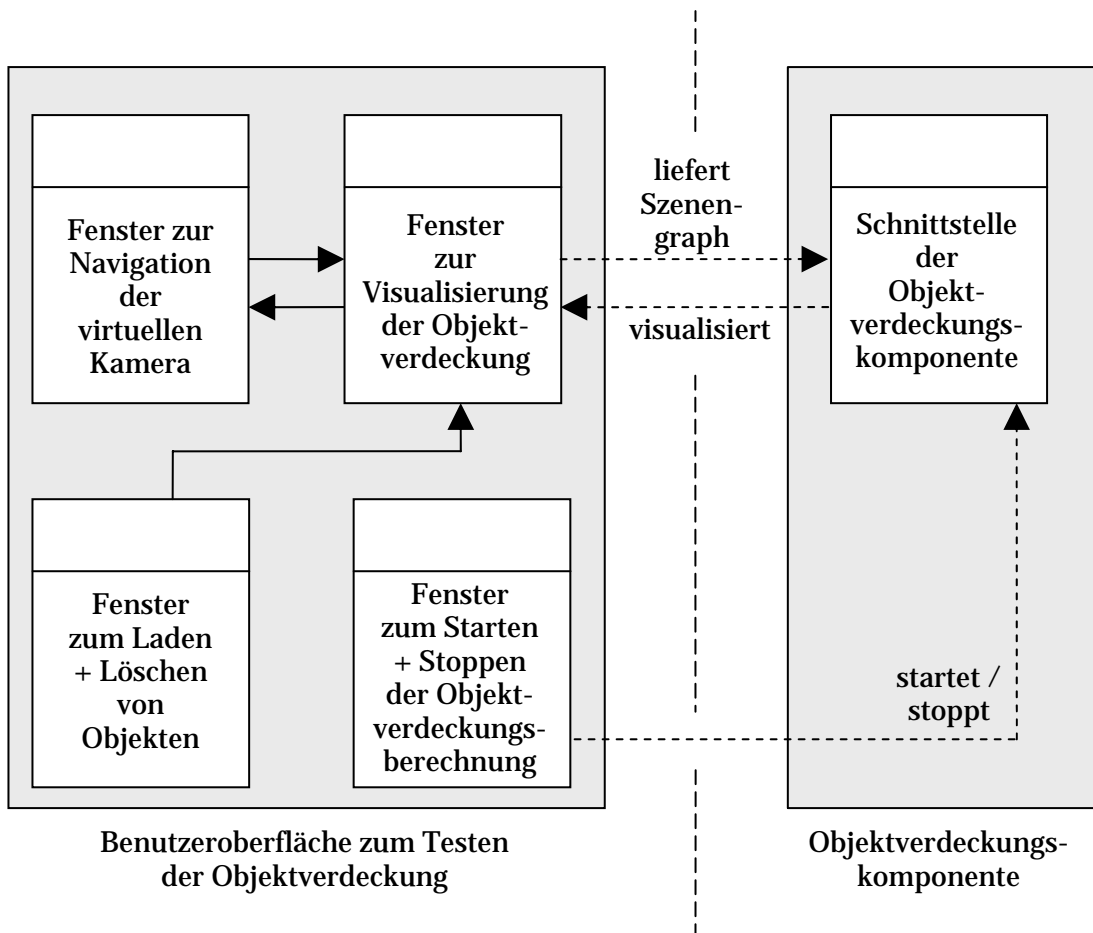 Fenster zur
Navigation
der
virtuellen
Kamera
Fenster
zur
Visualisierung
der Objekt-
verdeckung
liefert
Szenen-
graph
visualisiert
Schnittstelle
der
Objekt-
verdeckungs-
komponente
Fenster
zum Laden
+ Löschen
von
Objekten
Fenster
zum Starten
+ Stoppen
der Objekt-
verdeckungs-
berechnung
startet /
stoppt
Benutzeroberfläche zum Testen
der Objektverdeckung
Objektverdeckungs-
komponente